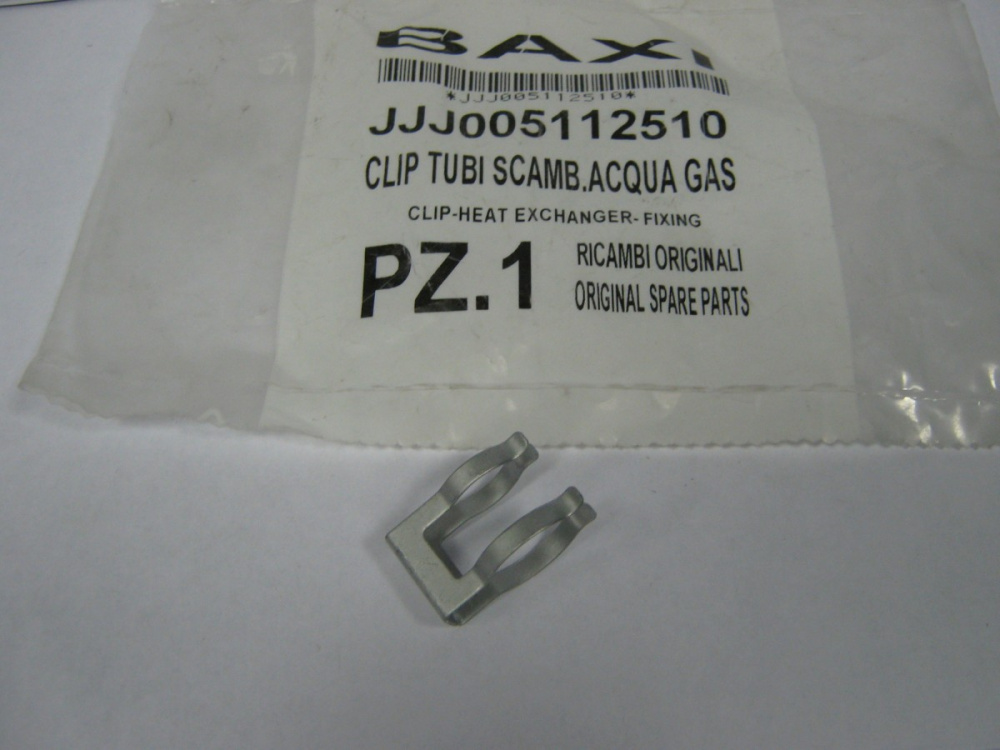 BAXI
*JJJ005112510*
JJJ005112510
CLIP TUBI SCAMB.ACQUA GAS
CLIP-HEAT EXCHANGER- FIXING
PZ.1
RICAMBI ORIGINALI
ORIGINAL SPARE PARTS